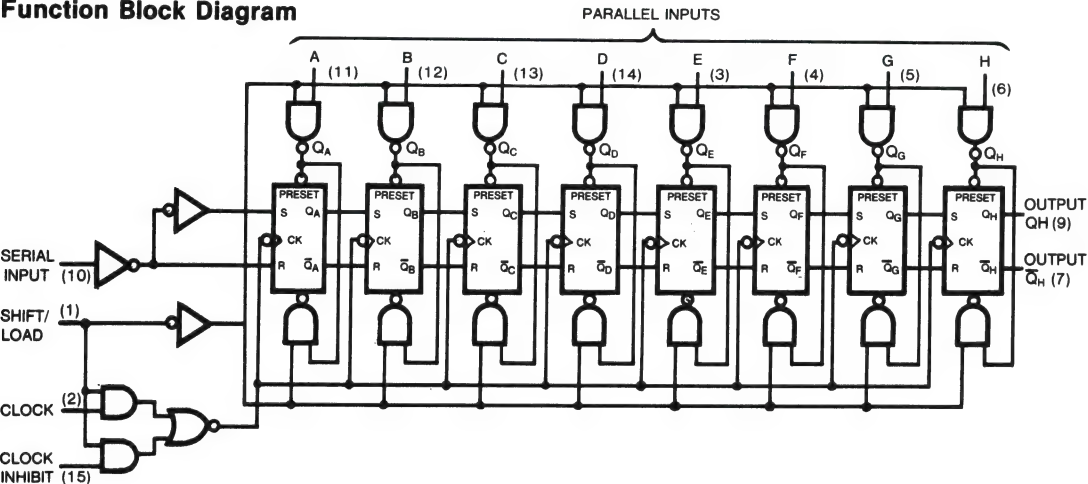 Function Block Diagram
PARALLEL INPUTS
A B C D E F G H
(11) (12) (13) (14) (3) (4) (5) (6)
QA QB QC QD QE QF QG QH
PRESET PRESET PRESET PRESET PRESET PRESET PRESET PRESET
S QA S QB S QC S QD S QE S QF S QG S QH
OUTPUT
QH (9)
CK CK CK CK CK CK CK CK
SERIAL
INPUT (10)
R Q̅A R Q̅B R Q̅C R Q̅D R Q̅E R Q̅F R Q̅G R Q̅H
OUTPUT
Q̅H (7)
SHIFT/ (1)
LOAD
CLOCK (2)
CLOCK
INHIBIT (15)